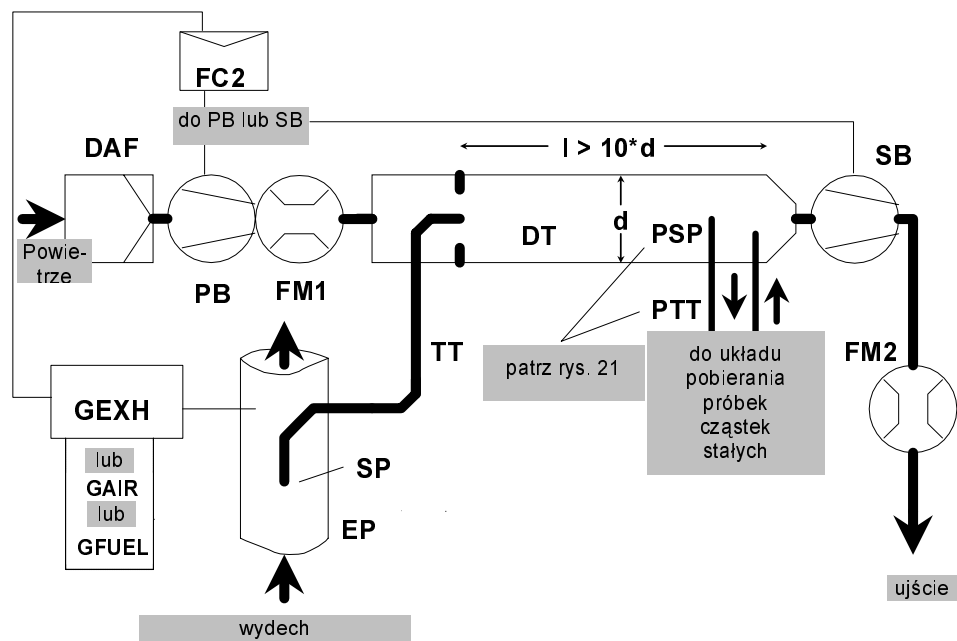 FC2
do PB lub SB
DAF
l > 10*d
SB
d
DT
PSP
Powie-
trze
PB
FM1
PTT
TT
FM2
patrz rys. 21
do układu
pobierania
próbek
cząstek
stałych
GEXH
lub
GAIR
lub
GFUEL
SP
EP
ujście
wydech